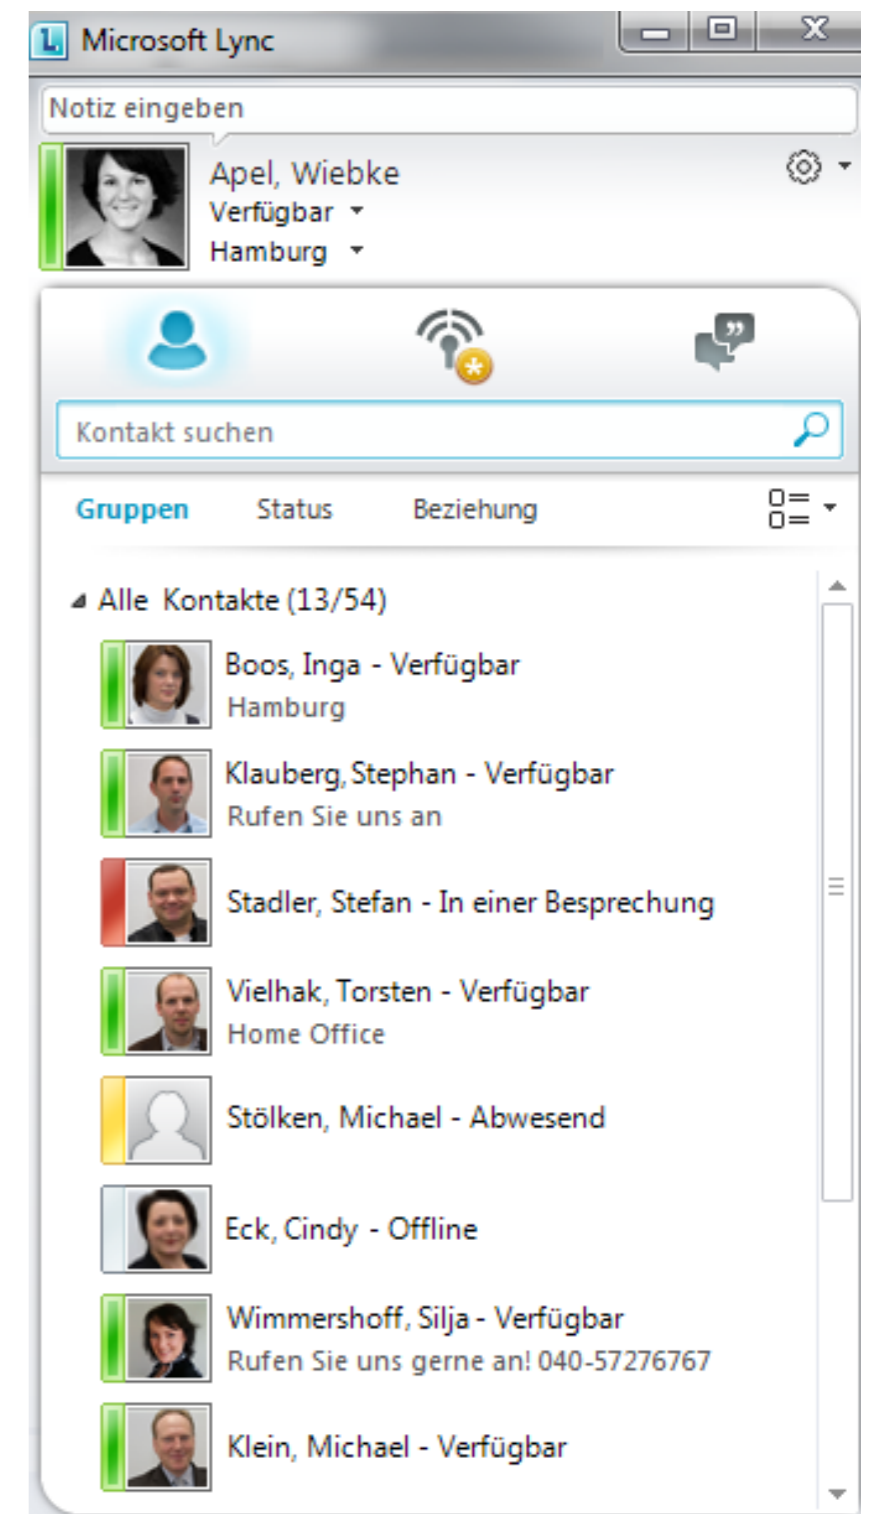 Microsoft Lync
Notiz eingeben
Apel, Wiebke
Verfügbar
Hamburg
Kontakt suchen
Gruppen Status Beziehung
Alle Kontakte (13/54)
Boos, Inga - Verfügbar
Hamburg
Klauberg, Stephan - Verfügbar
Rufen Sie uns an
Stadler, Stefan - In einer Besprechung
Vielhak, Torsten - Verfügbar
Home Office
Stölken, Michael - Abwesend
Eck, Cindy - Offline
Wimmershoff, Silja - Verfügbar
Rufen Sie uns gerne an! 040-57276767
Klein, Michael - Verfügbar